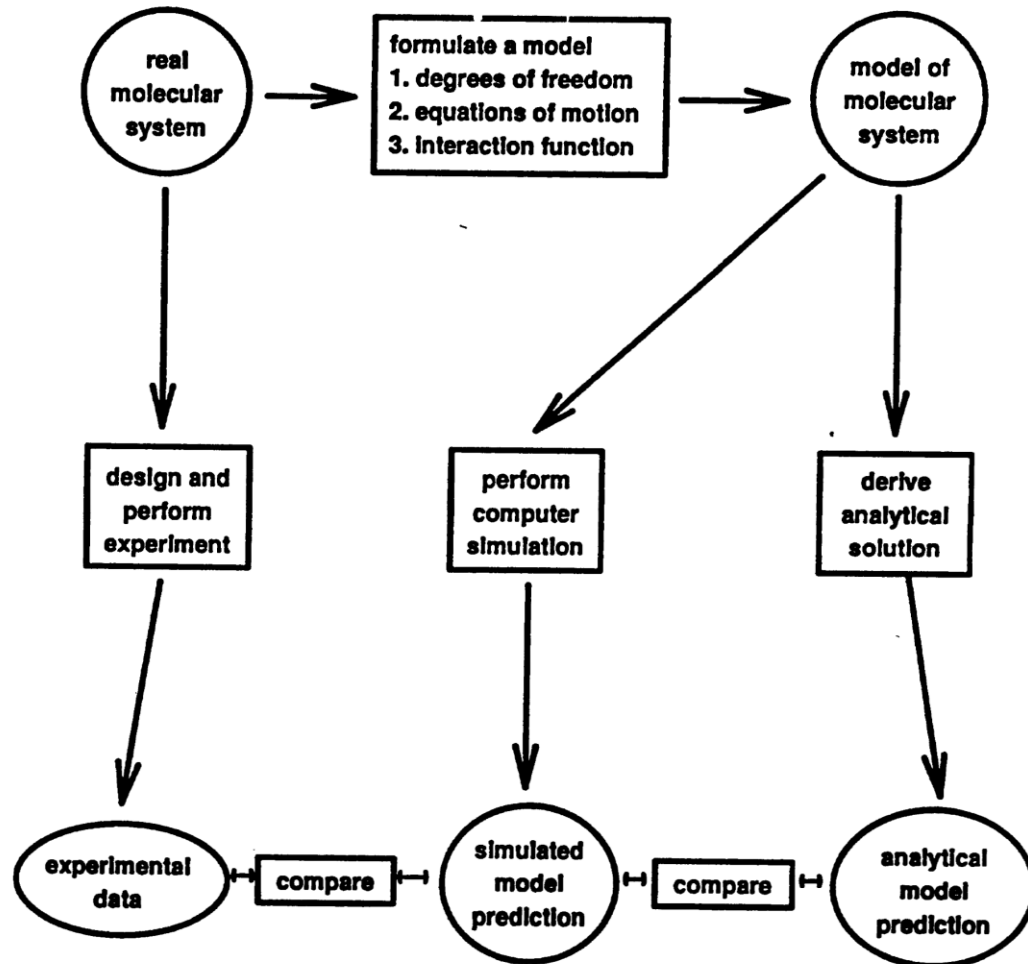 real
molecular
system
formulate a model
1. degrees of freedom
2. equations of motion
3. interaction function
model of
molecular
system
design and
perform
experiment
perform
computer
simulation
derive
analytical
solution
experimental
data
compare
simulated
model
prediction
compare
analytical
model
prediction